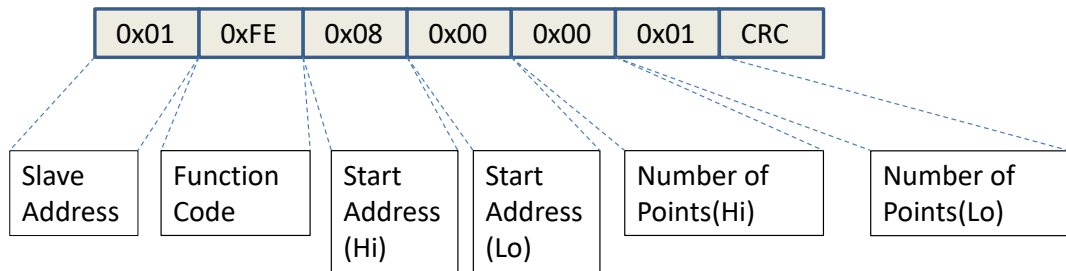 0x01 0xFE 0x08 0x00 0x00 0x01 CRC
Slave
Address
Function
Code
Start
Address
(Hi)
Start
Address
(Lo)
Number of
Points(Hi)
Number of
Points(Lo)